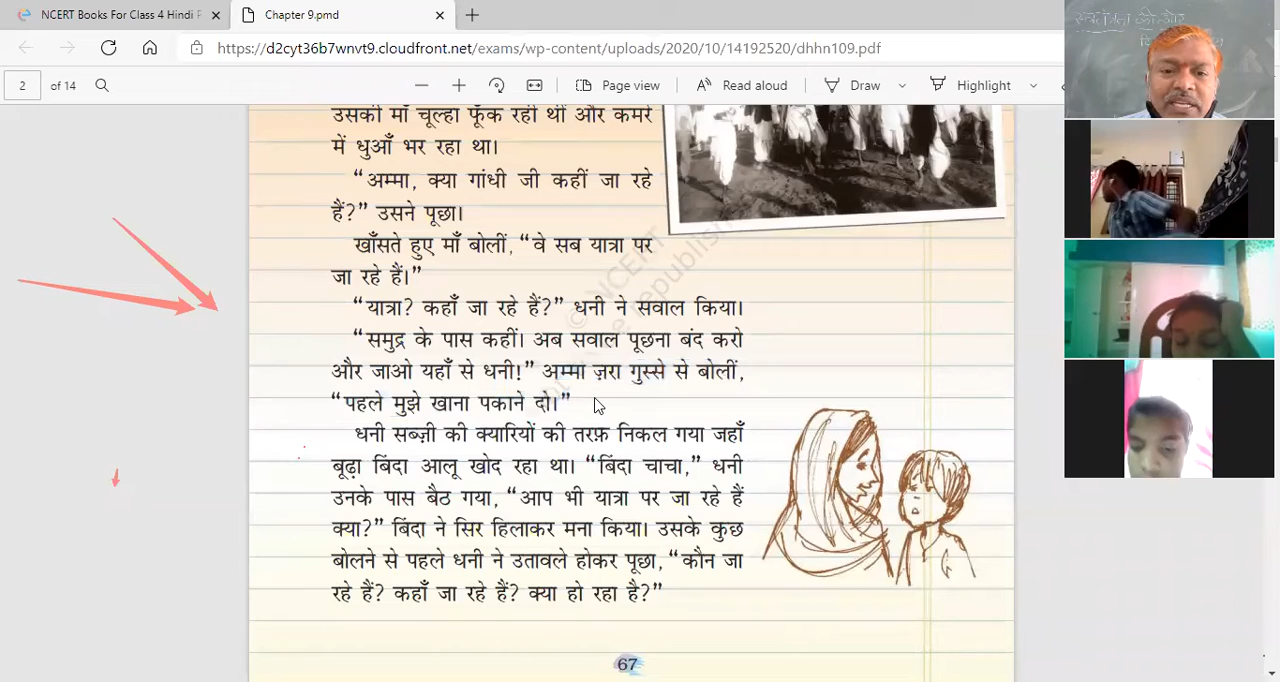 NCERT Books For Class 4 Hindi
Chapter 9.pmd
https://d2cyt36b7wnvt9.cloudfront.net/exams/wp-content/uploads/2020/10/14192520/dhhn109.pdf
2 of 14
Page view
Read aloud
Draw
Highlight
उसकी माँ चूल्हा फूँक रही थीं और कमरे
में धुआँ भर रहा था।
“अम्मा, क्या गांधी जी कहीं जा रहे
हैं?” उसने पूछा।
खाँसते हुए माँ बोलीं, “वे सब यात्रा पर
जा रहे हैं।”
“यात्रा? कहाँ जा रहे हैं?” धनी ने सवाल किया।
“समुद्र के पास कहीं। अब सवाल पूछना बंद करो
और जाओ यहाँ से धनी!” अम्मा ज़रा गुस्से से बोलीं,
“पहले मुझे खाना पकाने दो।”
धनी सब्ज़ी की क्यारियों की तरफ़ निकल गया जहाँ
बूढ़ा बिंदा आलू खोद रहा था। “बिंदा चाचा,” धनी
उनके पास बैठ गया, “आप भी यात्रा पर जा रहे हैं
क्या?” बिंदा ने सिर हिलाकर मना किया। उसके कुछ
बोलने से पहले धनी ने उतावले होकर पूछा, “कौन जा
रहे हैं? कहाँ जा रहे हैं? क्या हो रहा है?”
67
© NCERT
republish
की ओर